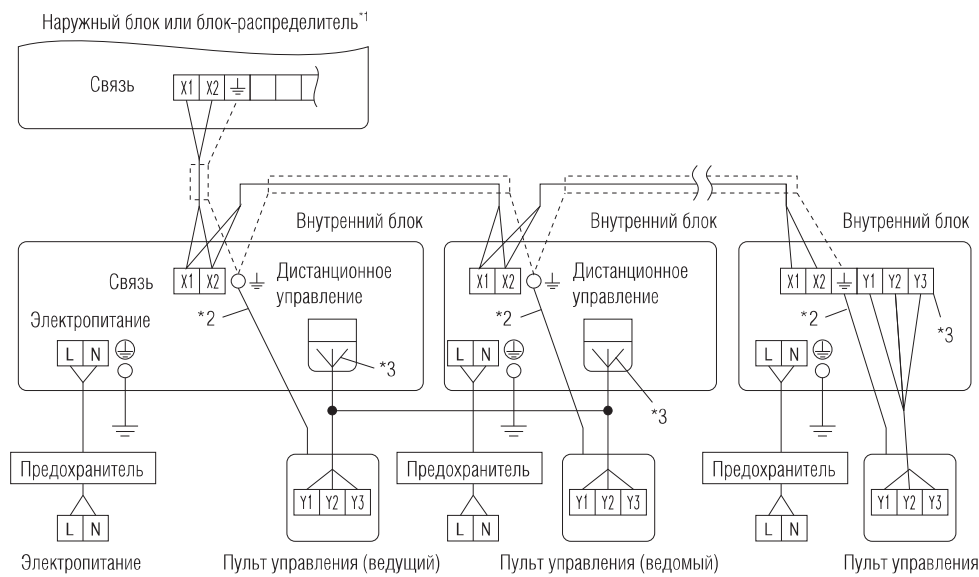 Наружный блок или блок-распределитель*1
Связь
X1 X2
Внутренний блок
Внутренний блок
Внутренний блок
Связь
X1 X2
Дистанционное
управление
X1 X2
Дистанционное
управление
X1 X2 Y1 Y2 Y3
*2
*2
*2
*3
Электропитание
L N
*3
L N
*3
L N
Предохранитель
Предохранитель
Предохранитель
Y1 Y2 Y3
Y1 Y2 Y3
Y1 Y2 Y3
L N
L N
L N
Электропитание
Пульт управления (ведущий)
Пульт управления (ведомый)
Пульт управления